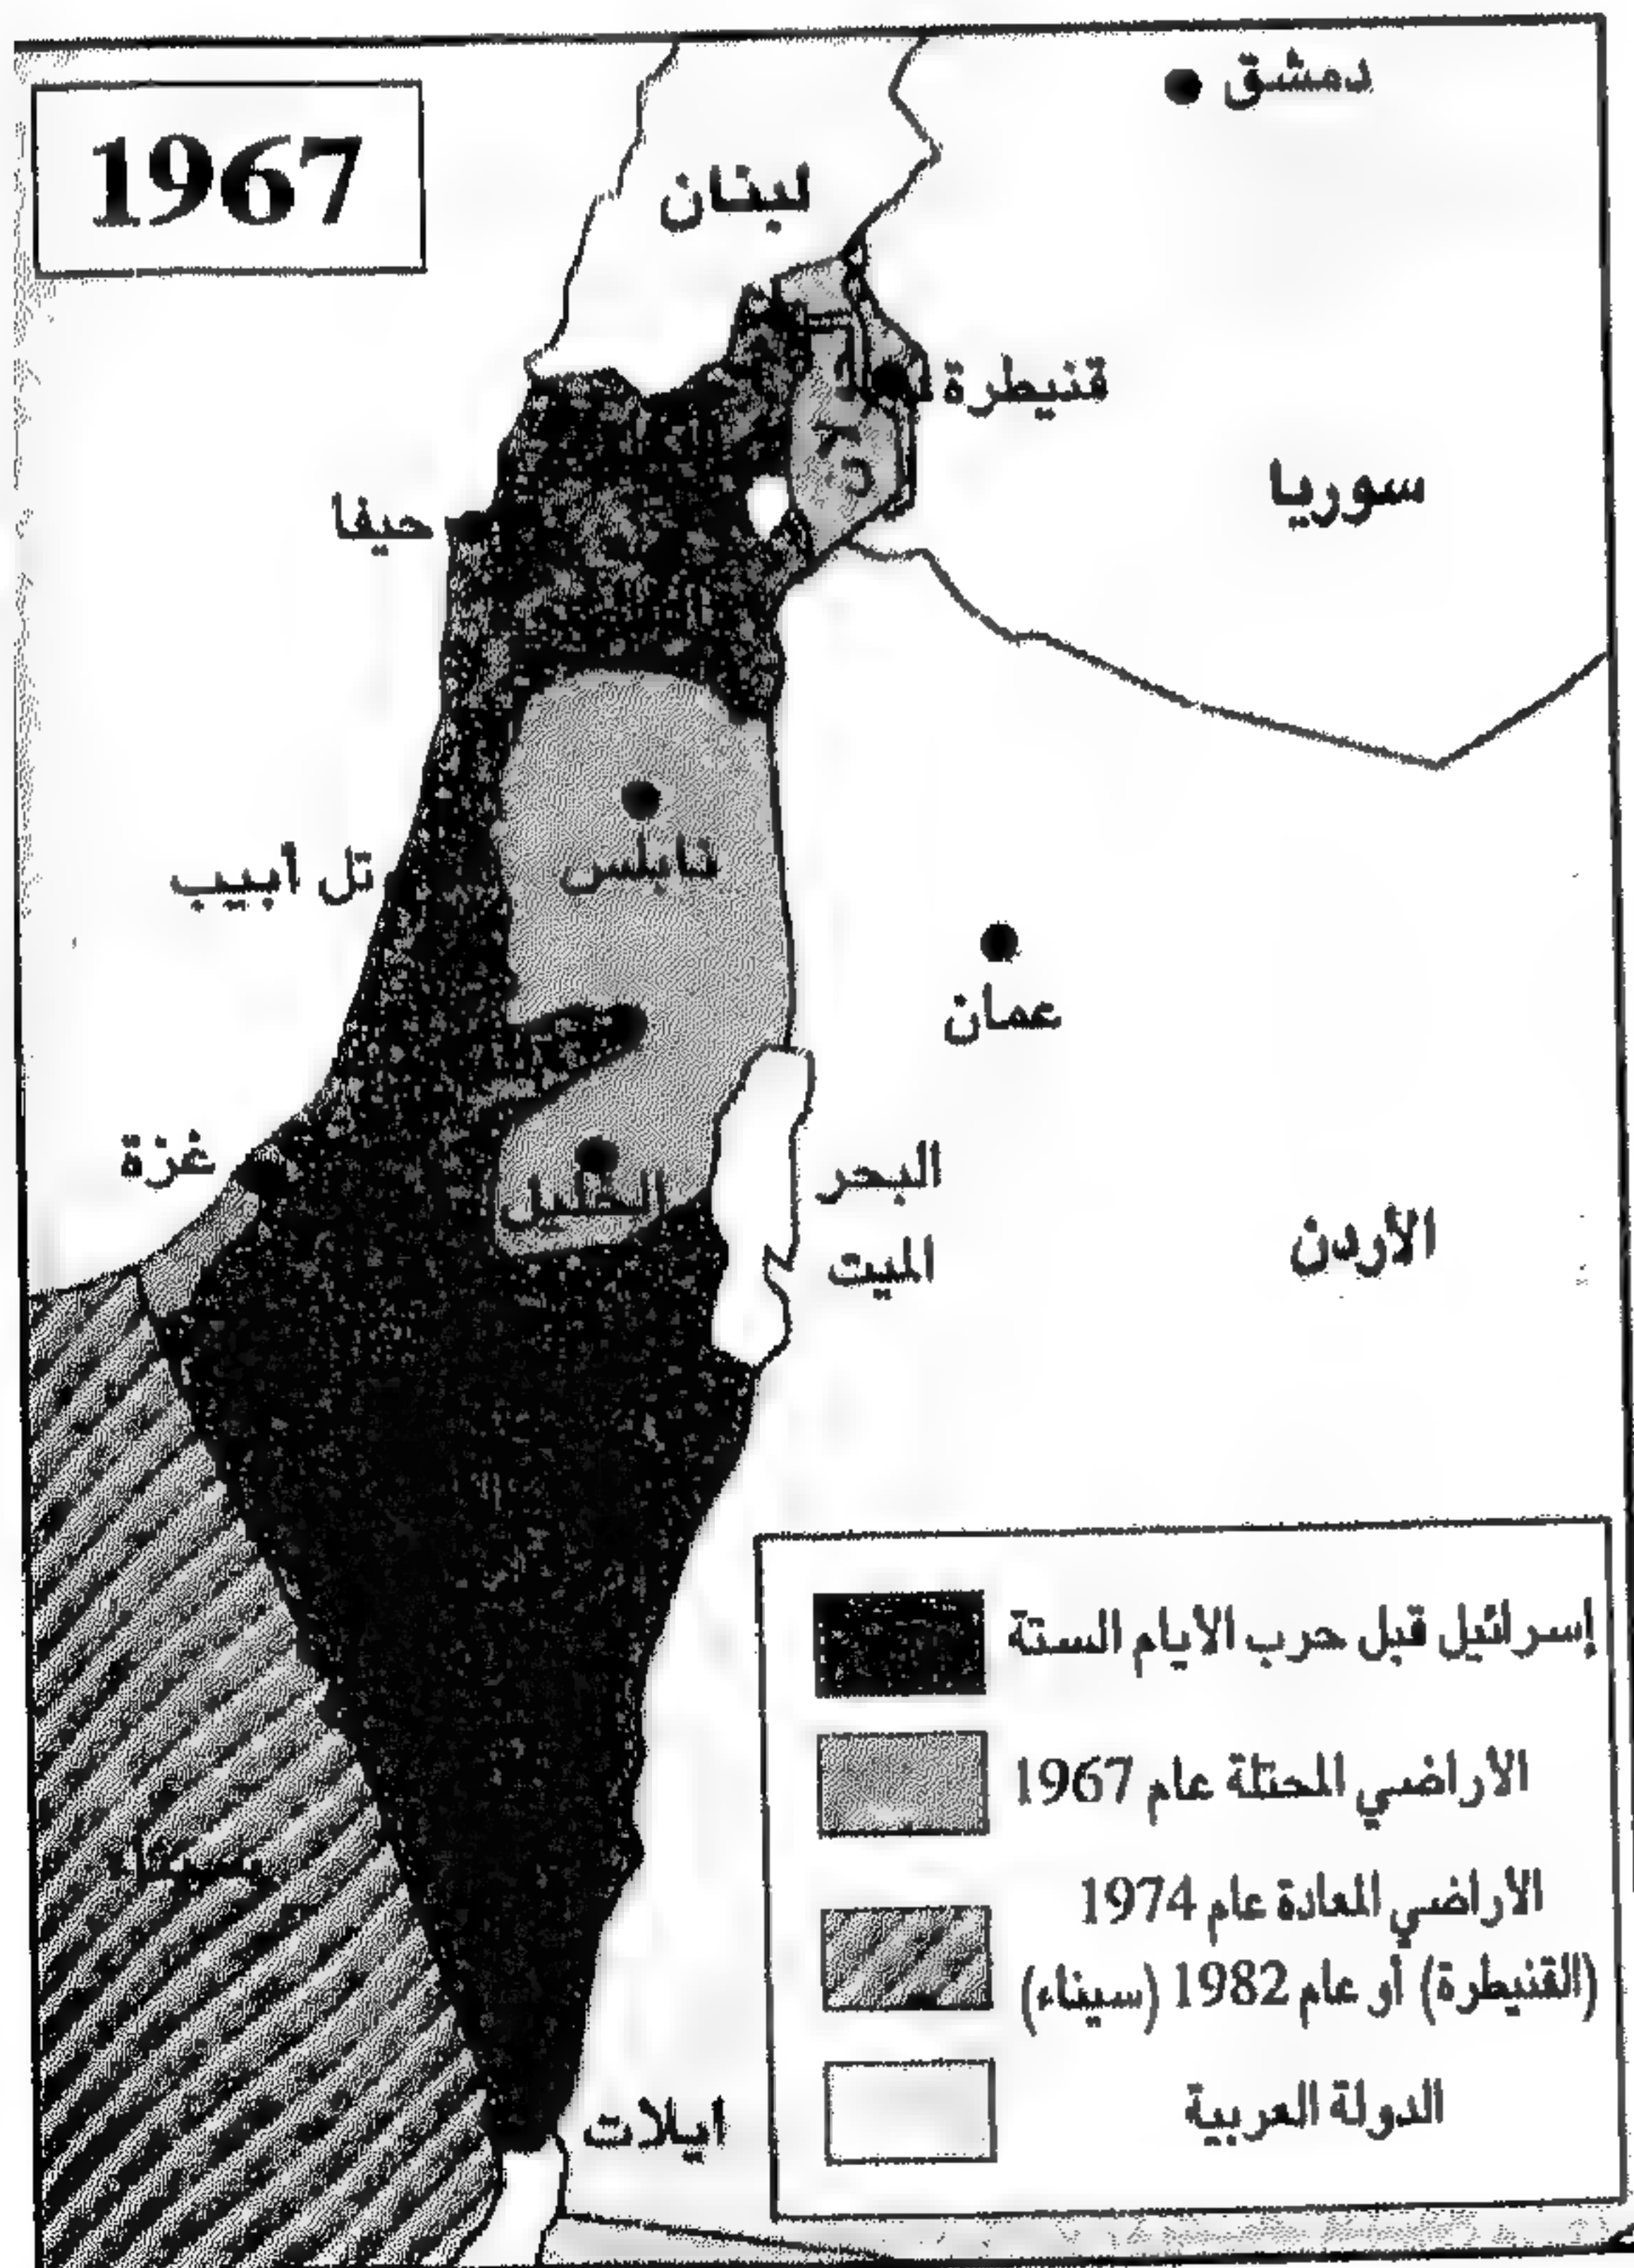 1967
دمشق
لبنان
قنيطرة
سوريا
حيفا
نابلس
تل أبيب
عمان
غزة
الخليل
البحر
الميت
الأردن
سيناء
ايلات
إسرائيل قبل حرب الايام الستة
الاراضي المحتلة عام 1967
الاراضي المعادة عام 1974
(القنيطرة) أو عام 1982 (سيناء)
الدولة العربية